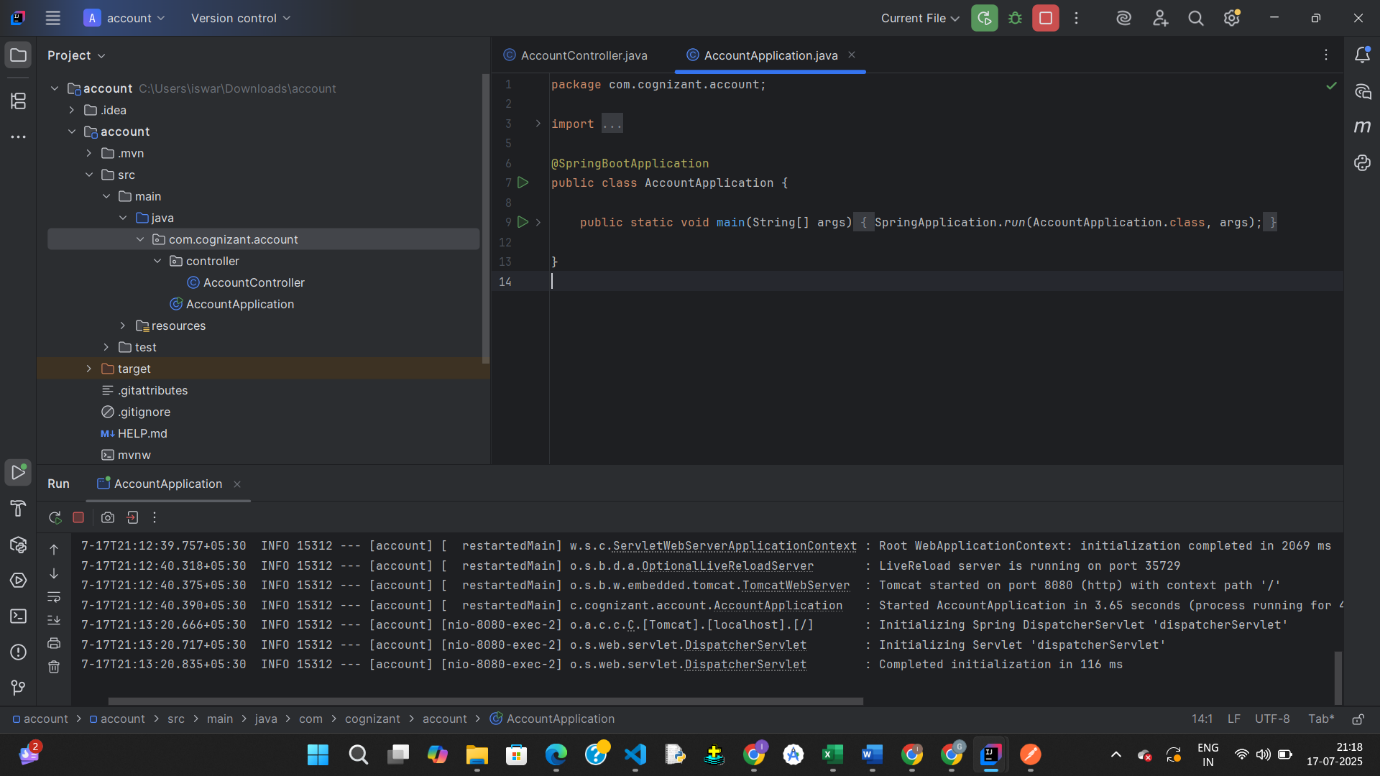 A account Version control Current File
Project
AccountController.java AccountApplication.java
account C:\Users\iswar\Downloads\account
.idea
account
.mvn
src
main
java
com.cognizant.account
controller
AccountController
AccountApplication
resources
test
target
.gitattributes
.gitignore
M↓ HELP.md
mvnw
1 package com.cognizant.account;
2
3 import ...
5
6 @SpringBootApplication
7 public class AccountApplication {
8
9 public static void main(String[] args) { SpringApplication.run(AccountApplication.class, args); }
12
13 }
14
m
Run AccountApplication
7-17T21:12:39.757+05:30 INFO 15312 --- [account] [ restartedMain] w.s.c.ServletWebServerApplicationContext : Root WebApplicationContext: initialization completed in 2069 ms
7-17T21:12:40.318+05:30 INFO 15312 --- [account] [ restartedMain] o.s.b.d.a.OptionalLiveReloadServer : LiveReload server is running on port 35729
7-17T21:12:40.375+05:30 INFO 15312 --- [account] [ restartedMain] o.s.b.w.embedded.tomcat.TomcatWebServer : Tomcat started on port 8080 (http) with context path '/'
7-17T21:12:40.390+05:30 INFO 15312 --- [account] [ restartedMain] c.cognizant.account.AccountApplication : Started AccountApplication in 3.65 seconds (process running for 4
7-17T21:13:20.666+05:30 INFO 15312 --- [account] [nio-8080-exec-2] o.a.c.c.C.[Tomcat].[localhost].[/] : Initializing Spring DispatcherServlet 'dispatcherServlet'
7-17T21:13:20.717+05:30 INFO 15312 --- [account] [nio-8080-exec-2] o.s.web.servlet.DispatcherServlet : Initializing Servlet 'dispatcherServlet'
7-17T21:13:20.835+05:30 INFO 15312 --- [account] [nio-8080-exec-2] o.s.web.servlet.DispatcherServlet : Completed initialization in 116 ms
account > account > src > main > java > com > cognizant > account > AccountApplication 14:1 LF UTF-8 Tab*
2
ENG
IN
21:18
17-07-2025